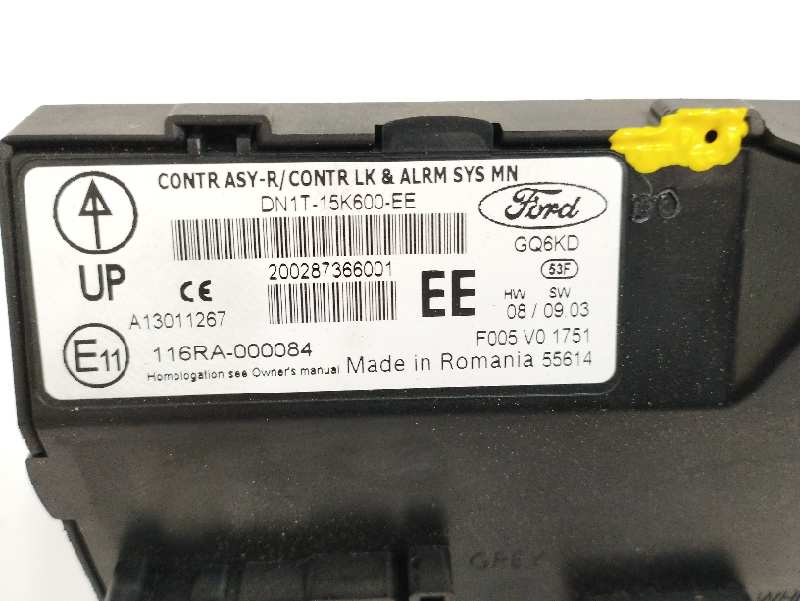 CONTR ASY-R/ CONTR LK & ALRM SYS MN
DN1T-15K600-EE
Ford
GQ6KD
UP
CE
200287366001
EE
53F
HW SW
08 / 09.03
A13011267
F005 V0 1751
E11
116RA-000084
Made in Romania 55614
Homologation see Owner's manual
GREY